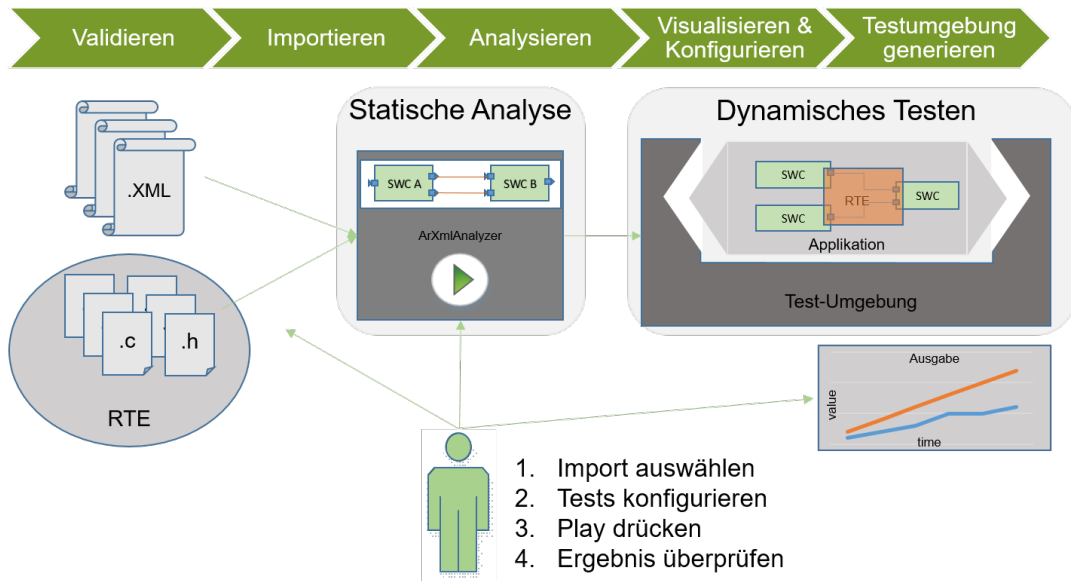 Validieren
Importieren
Analysieren
Visualisieren &
Konfigurieren
Testumgebung
generieren
.XML
.c
.h
RTE
Statische Analyse
SWC A
SWC B
ArXmlAnalyzer
Dynamisches Testen
SWC
SWC
RTE
SWC
Applikation
Test-Umgebung
Ausgabe
value
time
1. Import auswählen
2. Tests konfigurieren
3. Play drücken
4. Ergebnis überprüfen